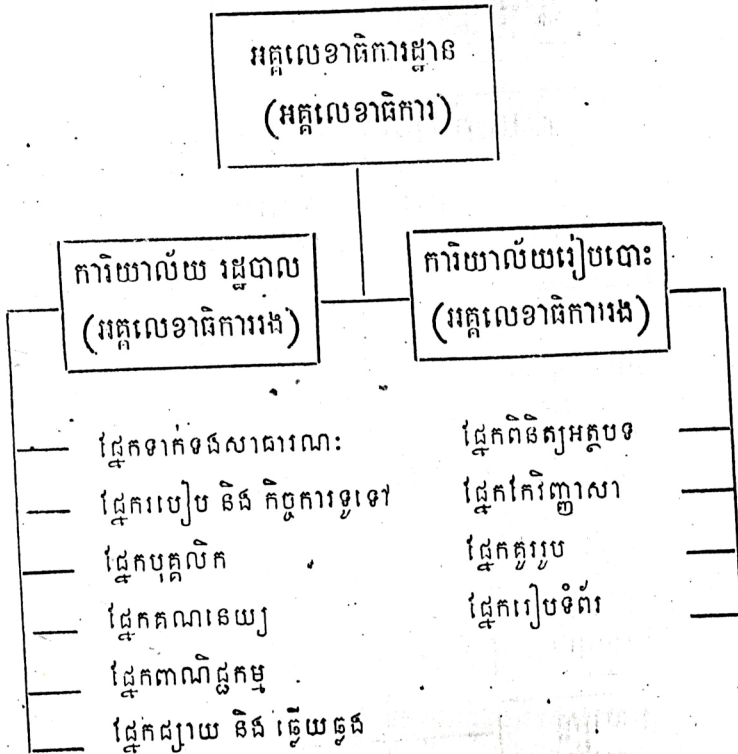 អគ្គលេខាធិការដ្ឋាន
(អគ្គលេខាធិការ)
ការិយាល័យ រដ្ឋបាល
(អគ្គលេខាធិការរង)
ការិយាល័យរៀបបោះ
(អគ្គលេខាធិការរង)
ផ្នែកទាក់ទងសាធារណះ
ផ្នែករបៀប និង កិច្ចការទូទៅ
ផ្នែកបុគ្គលិក
ផ្នែកគណនេយ្យ
ផ្នែកពាណិជ្ជកម្ម
ផ្នែកផ្សាយ និង ឆ្លើយឆ្លង
ផ្នែកពិនិត្យអត្ថបទ
ផ្នែកកែវិញ្ញាសា
ផ្នែកគូររូប
ផ្នែករៀបទំព័រ